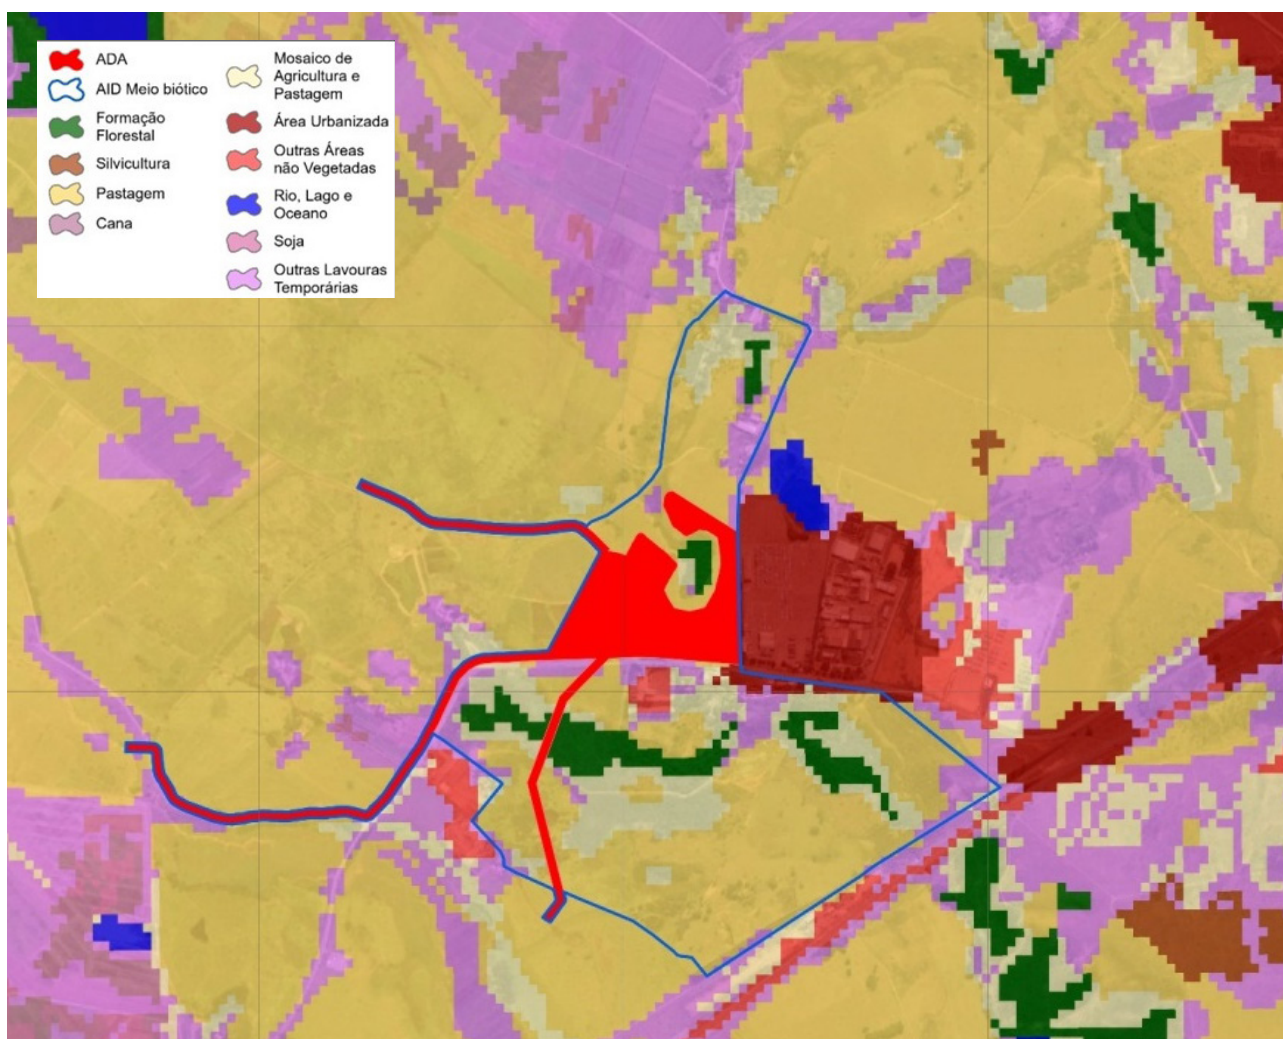 ADA
AID Meio biótico
Formação
Florestal
Silvicultura
Pastagem
Cana
Mosaico de
Agricultura e
Pastagem
Área Urbanizada
Outras Áreas
não Vegetadas
Rio, Lago e
Oceano
Soja
Outras Lavouras
Temporárias